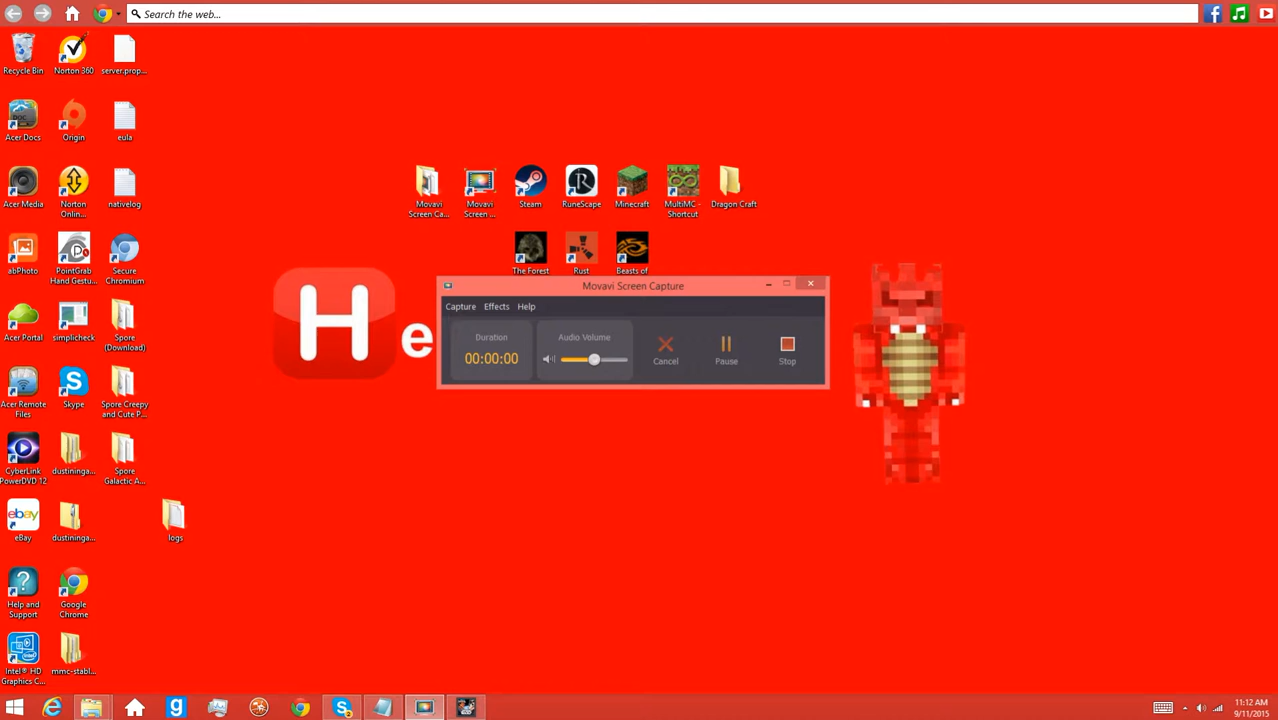 Search the web...
Recycle Bin
Norton 360
server.prop...
Acer Docs
Origin
eula
Acer Media
Norton
Onlin...
nativelog
Movavi
Screen Ca...
Movavi
Screen ...
Steam
RuneScape
Minecraft
MultiMC -
Shortcut
Dragon Craft
abPhoto
PointGrab
Hand Gestu...
Secure
Chromium
The Forest
Rust
Beasts of
Acer Portal
simplicheck
Spore
(Download)
H
e
Movavi Screen Capture
Capture
Effects
Help
Duration
00:00:00
Audio Volume
Cancel
Pause
Stop
Acer Remote
Files
Skype
Spore Creepy
and Cute P...
CyberLink
PowerDVD 12
dustininga...
Spore
Galactic A...
ebay
eBay
dustininga...
logs
Help and
Support
Google
Chrome
Intel® HD
Graphics C...
mmc-stabl...
11:12 AM
9/11/2015